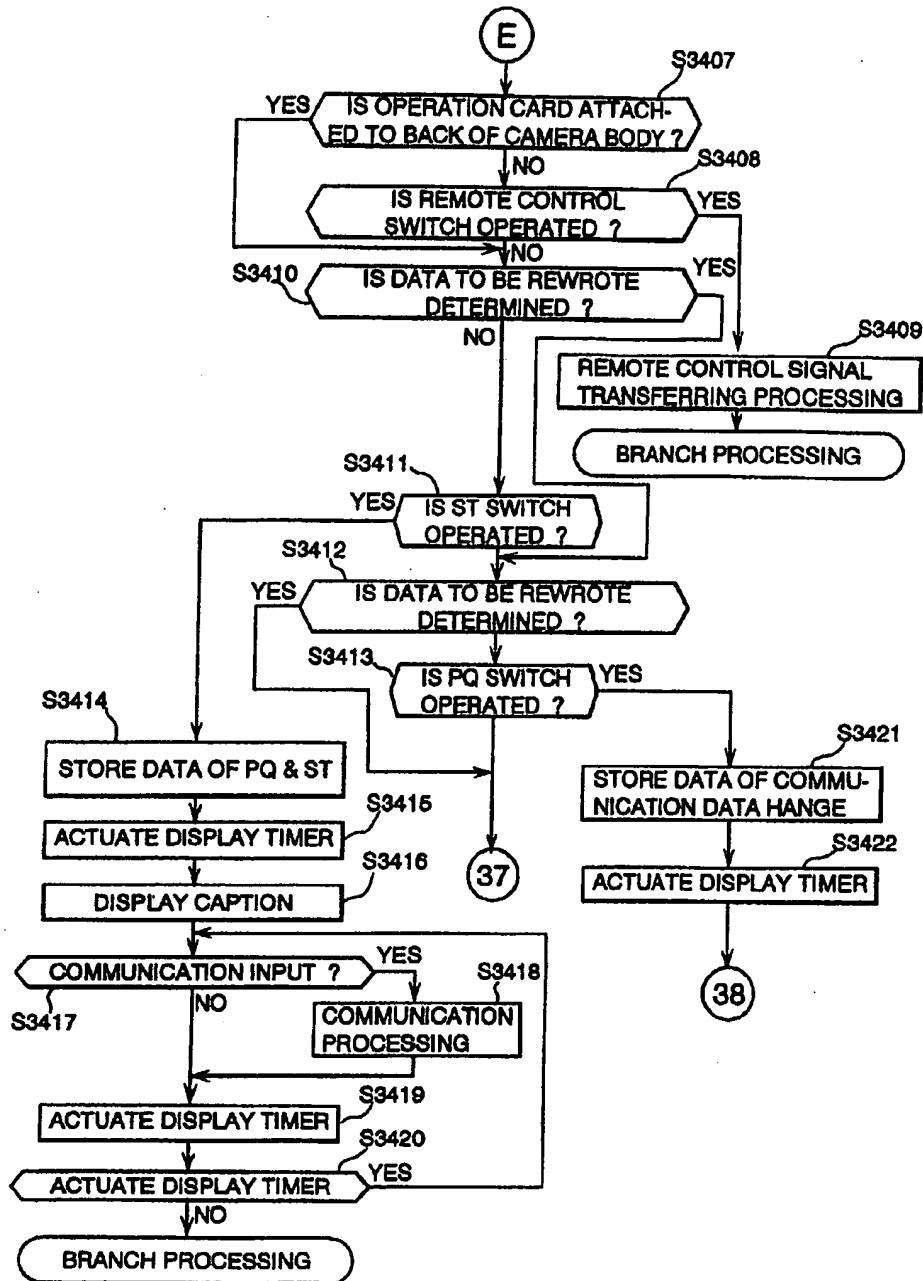 E
S3407
YES
IS OPERATION CARD ATTACH-
ED TO BACK OF CAMERA BODY ?
NO
S3408
IS REMOTE CONTROL
SWITCH OPERATED ?
YES
NO
S3410
IS DATA TO BE REWROTE
DETERMINED ?
YES
NO
S3409
REMOTE CONTROL SIGNAL
TRANSFERRING PROCESSING
BRANCH PROCESSING
S3411
YES
IS ST SWITCH
OPERATED ?
S3412
YES
IS DATA TO BE REWROTE
DETERMINED ?
S3413
IS PQ SWITCH
OPERATED ?
YES
S3414
STORE DATA OF PQ & ST
S3421
STORE DATA OF COMMU-
NICATION DATA HANGE
S3415
ACTUATE DISPLAY TIMER
S3422
ACTUATE DISPLAY TIMER
S3416
DISPLAY CAPTION
37
38
COMMUNICATION INPUT ?
YES
S3417
NO
S3418
COMMUNICATION
PROCESSING
S3419
ACTUATE DISPLAY TIMER
S3420
ACTUATE DISPLAY TIMER
YES
NO
BRANCH PROCESSING